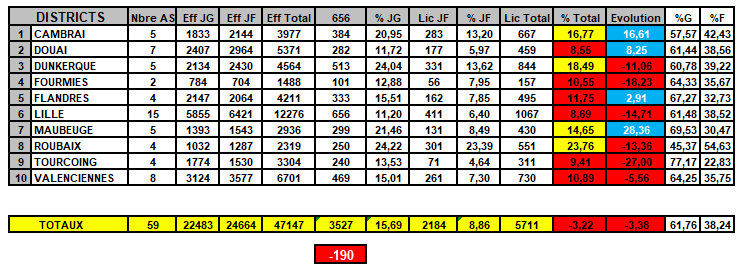 DISTRICTS Nbre AS Eff JG Eff JF Eff Total 656 % JG Lic JF % JF Lic Total % Total Evolution %G %F
1 CAMBRAI 5 1833 2144 3977 384 20,95 283 13,20 667 16,77 16,61 57,57 42,43
2 DOUAI 7 2407 2964 5371 282 11,72 177 5,97 459 8,55 8,25 61,44 38,56
3 DUNKERQUE 5 2134 2430 4564 513 24,04 331 13,62 844 18,49 -11,06 60,78 39,22
4 FOURMIES 2 784 704 1488 101 12,88 56 7,95 157 10,55 -18,23 64,33 35,67
5 FLANDRES 4 2147 2064 4211 333 15,51 162 7,85 495 11,75 2,91 67,27 32,73
6 LILLE 15 5855 6421 12276 656 11,20 411 6,40 1067 8,69 -14,71 61,48 38,52
7 MAUBEUGE 5 1393 1543 2936 299 21,46 131 8,49 430 14,65 28,36 69,53 30,47
8 ROUBAIX 4 1032 1287 2319 250 24,22 301 23,39 551 23,76 -13,36 45,37 54,63
9 TOURCOING 4 1774 1530 3304 240 13,53 71 4,64 311 9,41 -27,00 77,17 22,83
10 VALENCIENNES 8 3124 3577 6701 469 15,01 261 7,30 730 10,89 -5,56 64,25 35,75
TOTAUX 59 22483 24664 47147 3527 15,69 2184 8,86 5711 -3,22 -3,38 61,76 38,24
-190